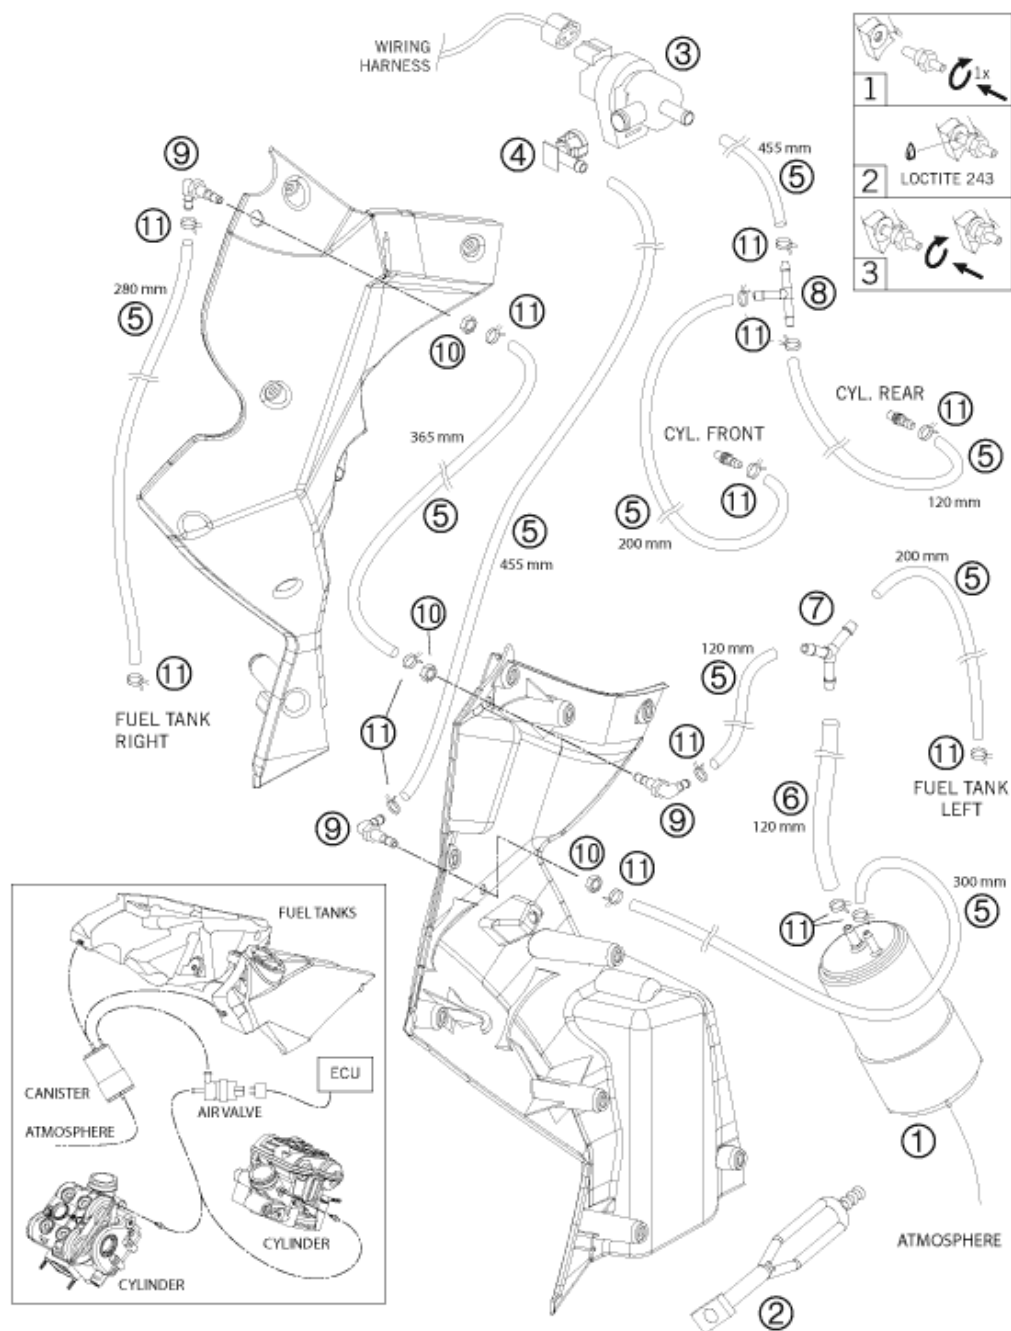 WIRING
HARNESS
3
1x
1
4
455 mm
5
2
LOCTITE 243
9
11
11
3
280 mm
5
8
11
10
11
CYL. REAR
11
365 mm
CYL. FRONT
5
11
120 mm
5
5
200 mm
5
455 mm
200 mm
5
7
10
120 mm
5
11
FUEL TANK
RIGHT
11
11
11
FUEL TANK
LEFT
6
120 mm
9
9
10
11
300 mm
5
11
FUEL TANKS
ECU
CANISTER
AIR VALVE
ATMOSPHERE
1
CYLINDER
CYLINDER
ATMOSPHERE
2